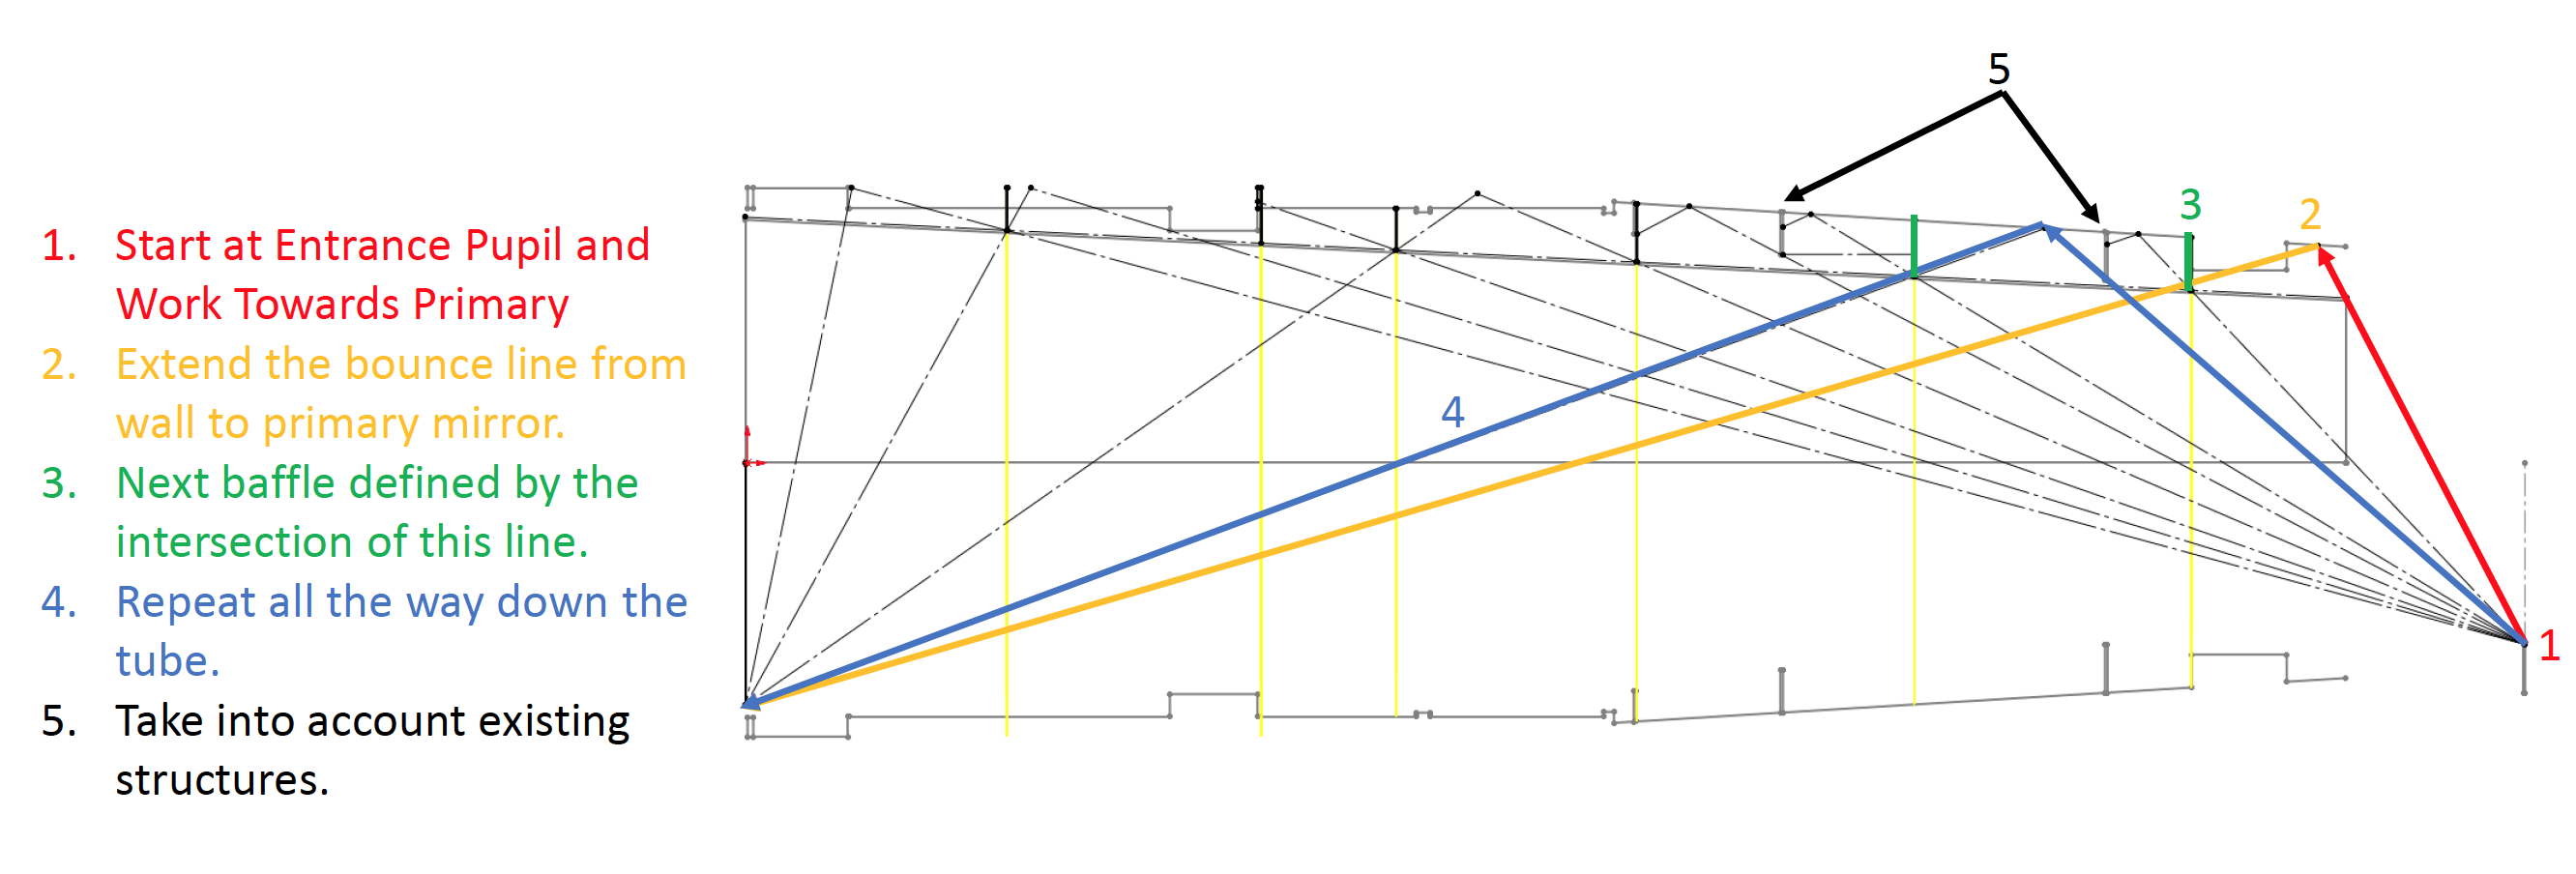 1. Start at Entrance Pupil and
Work Towards Primary
2. Extend the bounce line from
wall to primary mirror.
3. Next baffle defined by the
intersection of this line.
4. Repeat all the way down the
tube.
5. Take into account existing
structures.
5
3
2
4
1